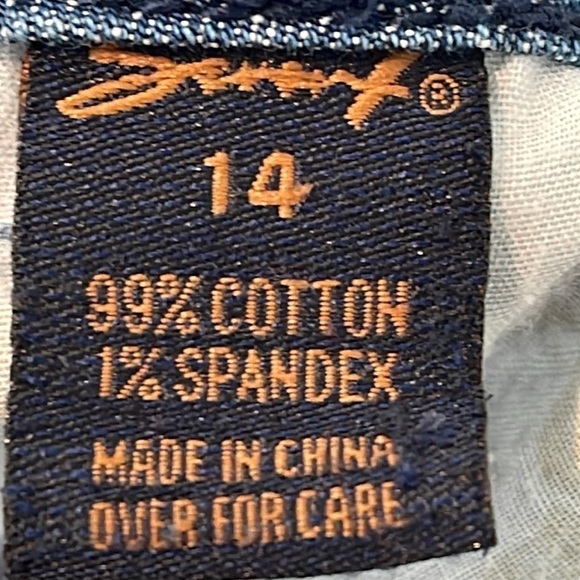 ®
14
99% COTTON
1% SPANDEX
MADE IN CHINA
OVER FOR CARE